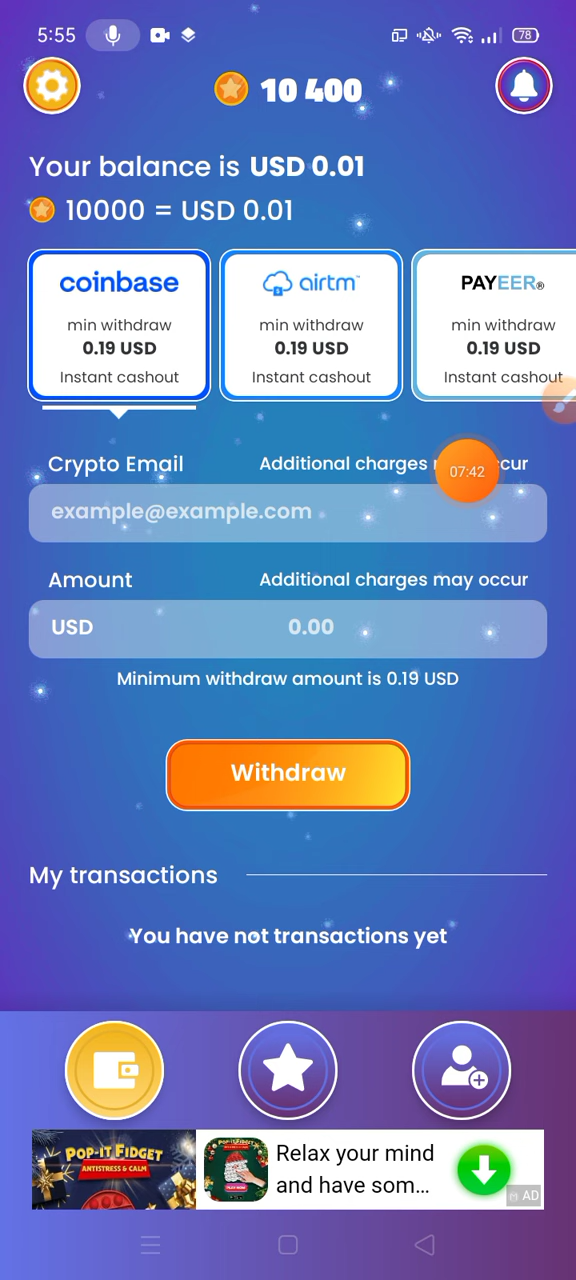 5:55
78
10 400
Your balance is USD 0.01
10000 = USD 0.01
coinbase
min withdraw
0.19 USD
Instant cashout
airtm
min withdraw
0.19 USD
Instant cashout
PAYEER®
min withdraw
0.19 USD
Instant cashout
Crypto Email
Additional charges cur
07:42
example@example.com
Amount
Additional charges may occur
USD
0.00
Minimum withdraw amount is 0.19 USD
Withdraw
My transactions
You have not transactions yet
POP-IT FIDGET
ANTISTRESS & CALM
Relax your mind
and have som...
AD